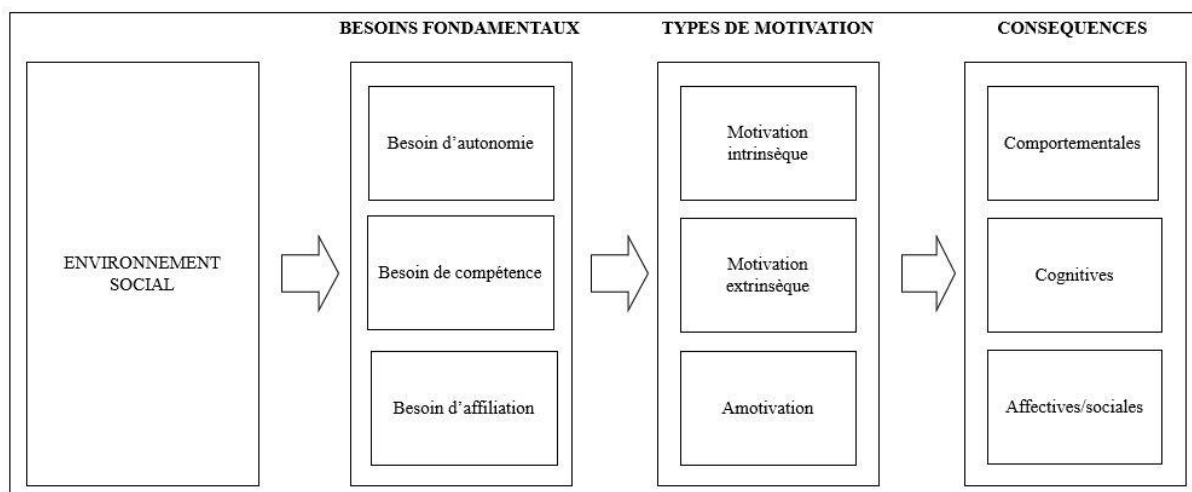 BESOINS FONDAMENTAUX
TYPES DE MOTIVATION
CONSEQUENCES
ENVIRONNEMENT
SOCIAL
Besoin d’autonomie
Besoin de compétence
Besoin d’affiliation
Motivation
intrinsèque
Motivation
extrinsèque
Amotivation
Comportementales
Cognitives
Affectives/sociales